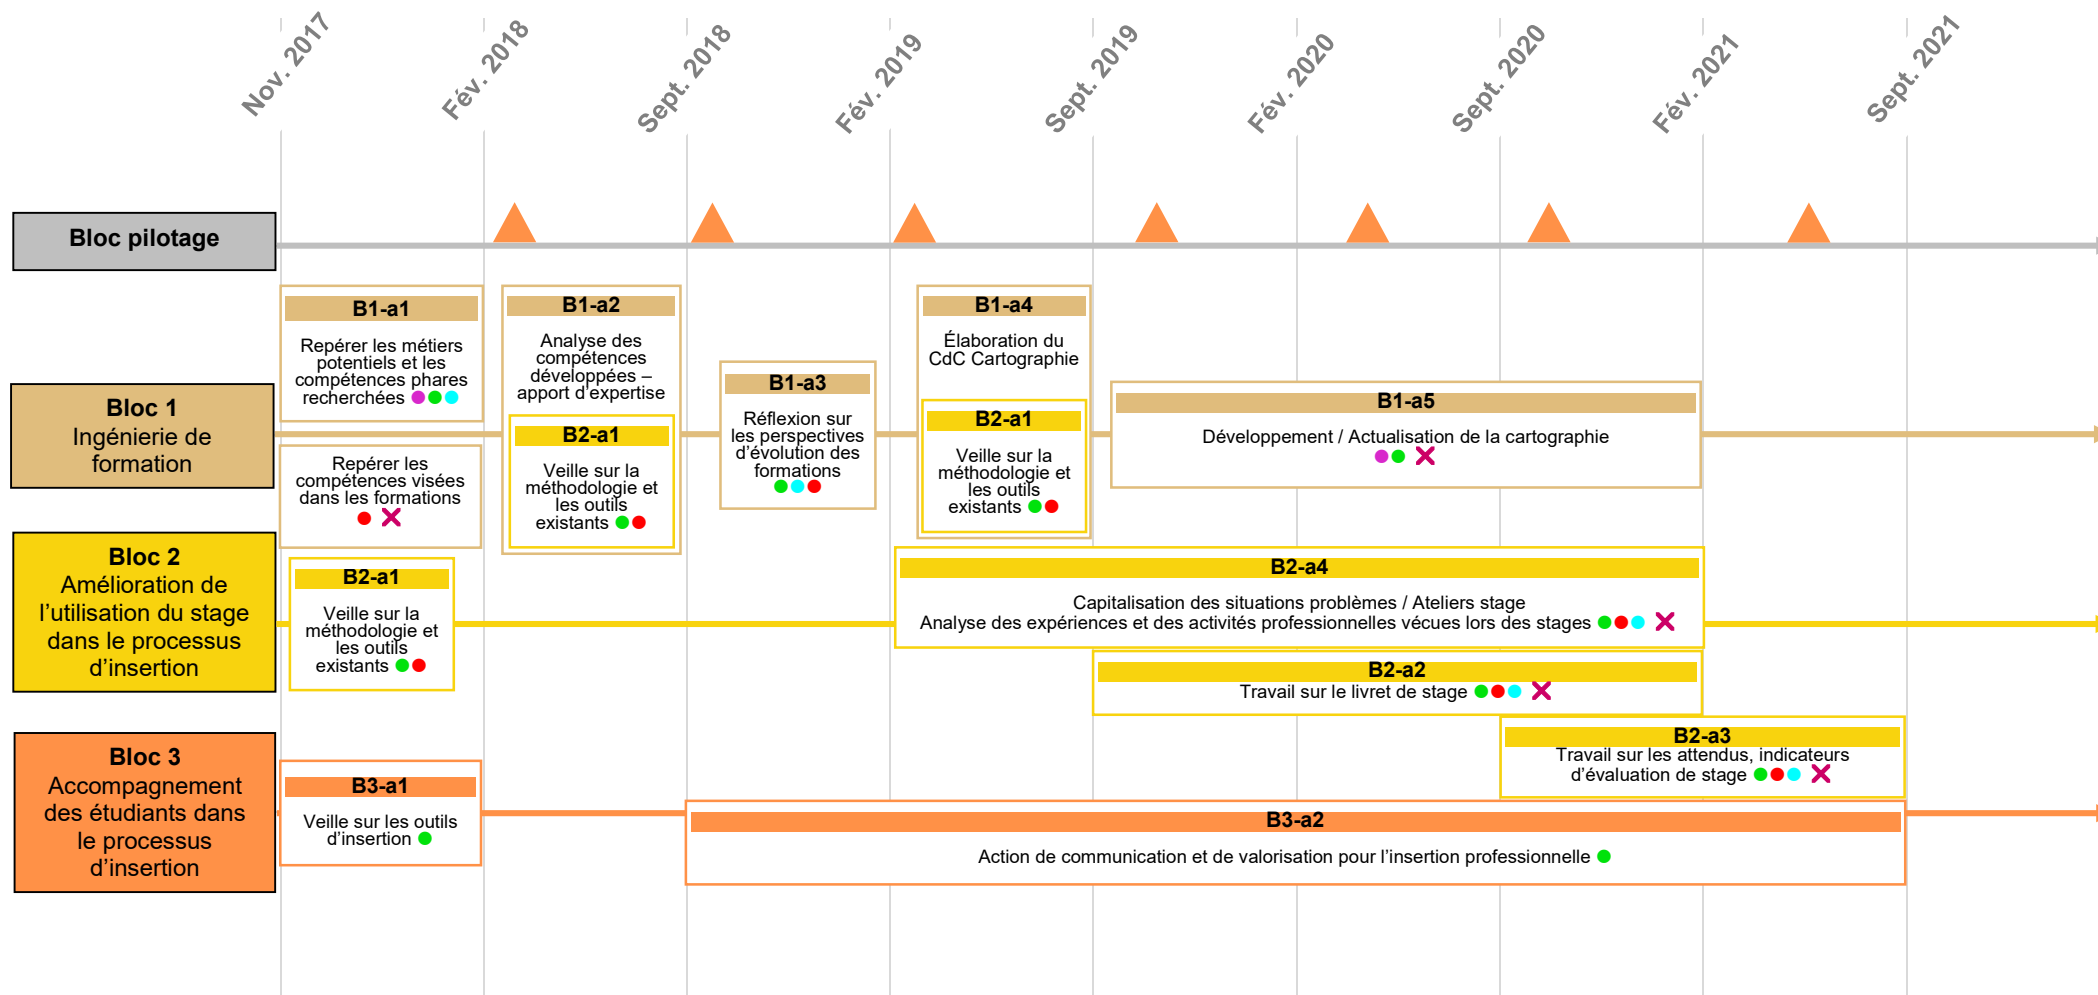 Nov. 2017
Fév. 2018
Sept. 2018
Fév. 2019
Sept. 2019
Fév. 2020
Sept. 2020
Fév. 2021
Sept. 2021
Bloc pilotage
Bloc 1
Ingénierie de
formation
B1-a1
Repérer les métiers
potentiels et les
compétences phares
recherchées
Repérer les
compétences visées
dans les formations
B1-a2
Analyse des
compétences
développées –
apport d’expertise
B2-a1
Veille sur la
méthodologie et
les outils
existants
B1-a3
Réflexion sur
les perspectives
d’évolution des
formations
B1-a4
Élaboration du
CdC Cartographie
B2-a1
Veille sur la
méthodologie et
les outils
existants
B1-a5
Développement / Actualisation de la cartographie
Bloc 2
Amélioration de
l’utilisation du stage
dans le processus
d’insertion
B2-a1
Veille sur la
méthodologie et
les outils
existants
B2-a4
Capitalisation des situations problèmes / Ateliers stage
Analyse des expériences et des activités professionnelles vécues lors des stages
B2-a2
Travail sur le livret de stage
B2-a3
Travail sur les attendus, indicateurs
d’évaluation de stage
Bloc 3
Accompagnement
des étudiants dans
le processus
d’insertion
B3-a1
Veille sur les outils
d’insertion
B3-a2
Action de communication et de valorisation pour l’insertion professionnelle